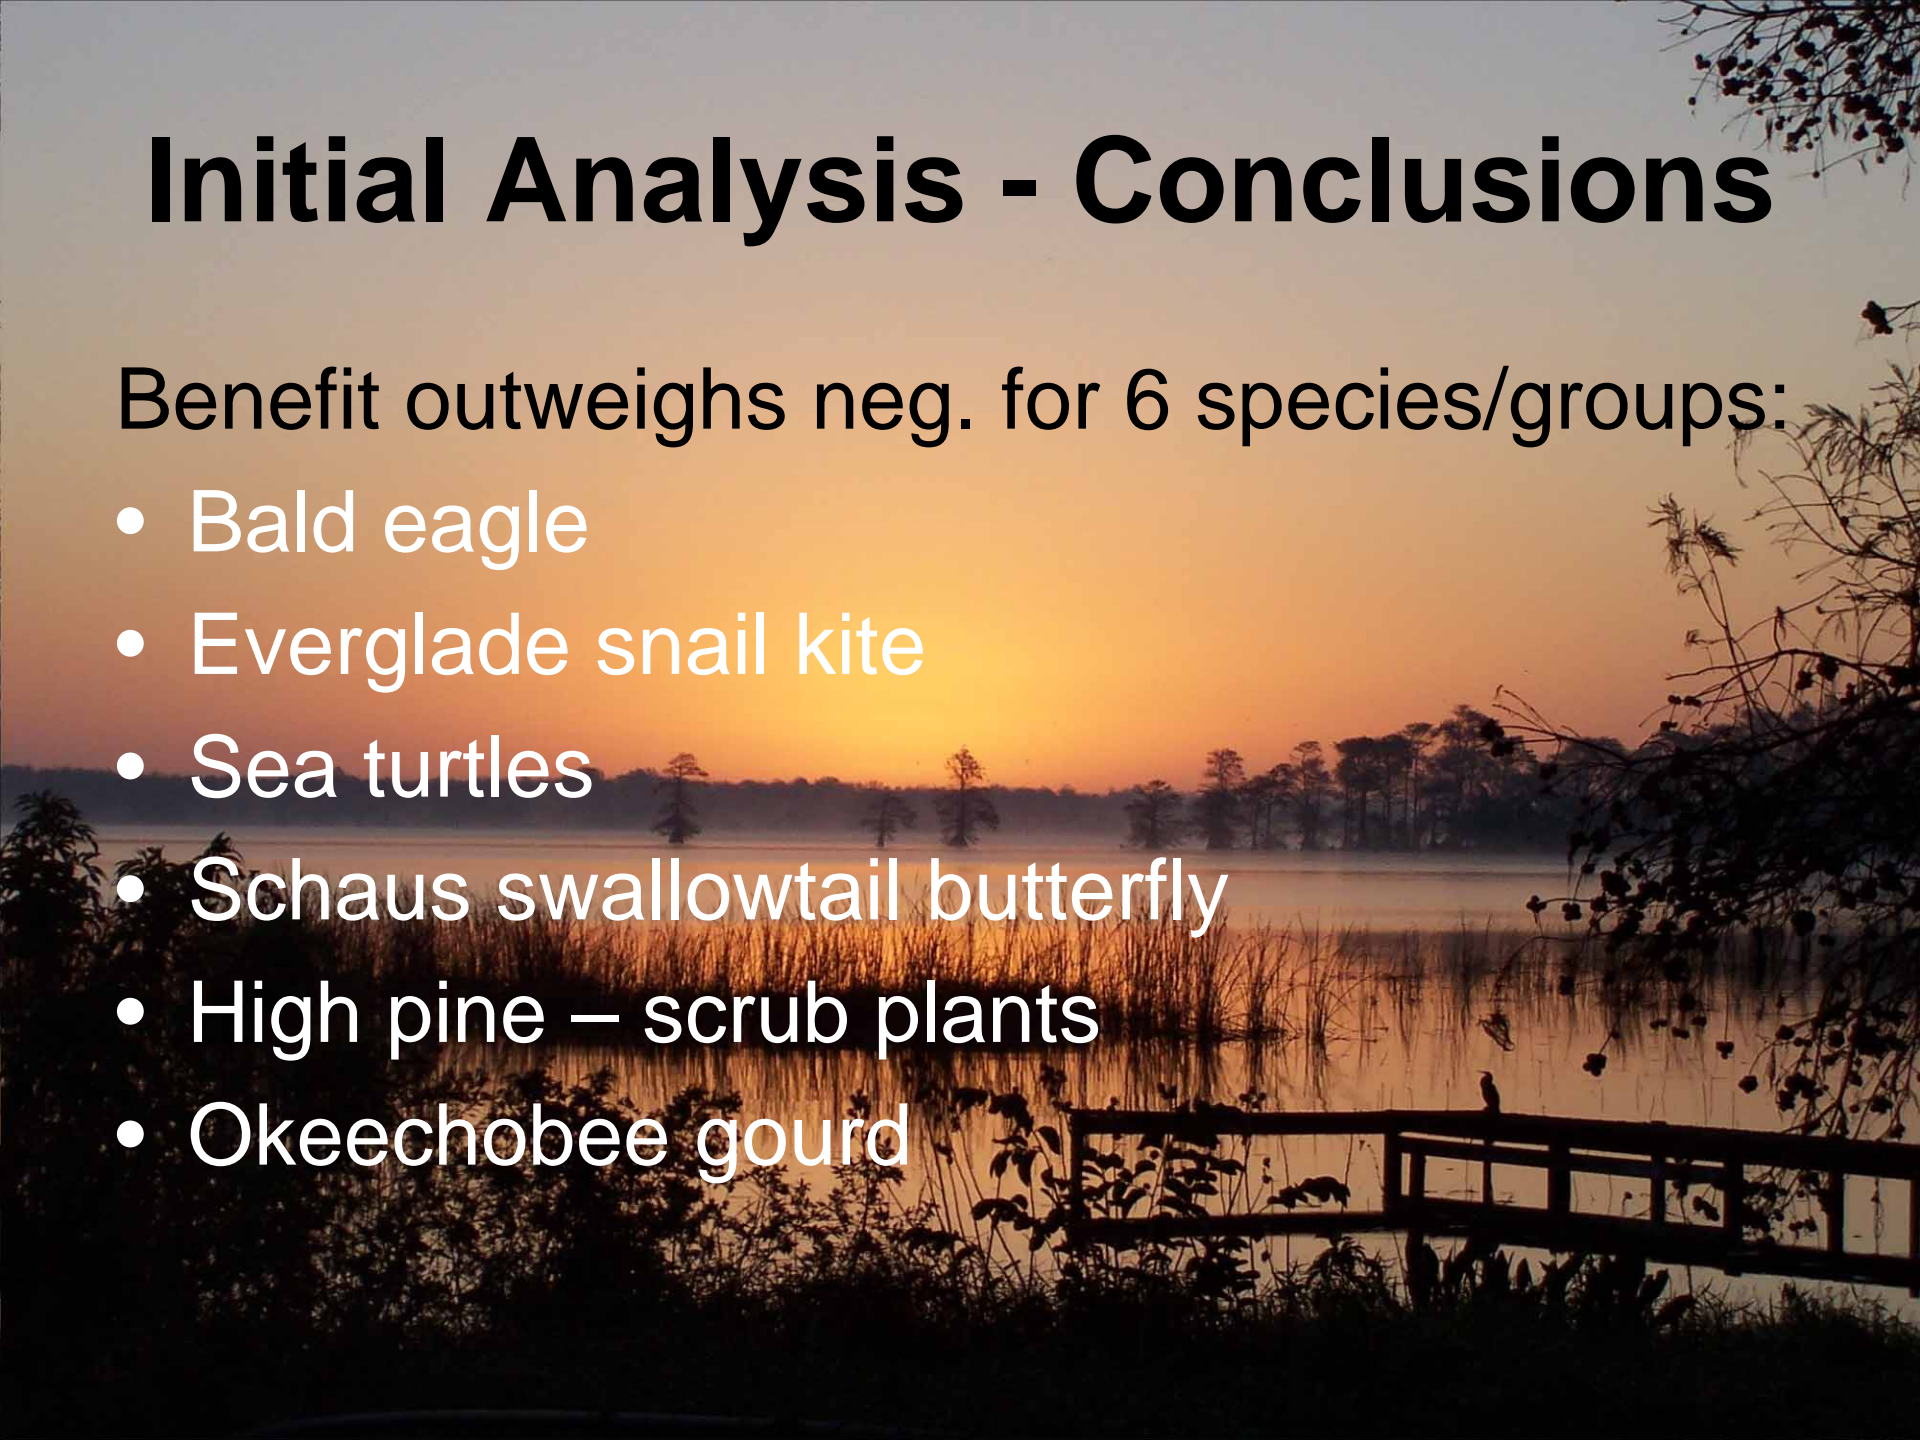 Initial Analysis - Conclusions
Benefit outweighs neg. for 6 species/groups:
• Bald eagle
• Everglade snail kite
• Sea turtles
• Schaus swallowtail butterfly
• High pine – scrub plants
• Okeechobee gourd